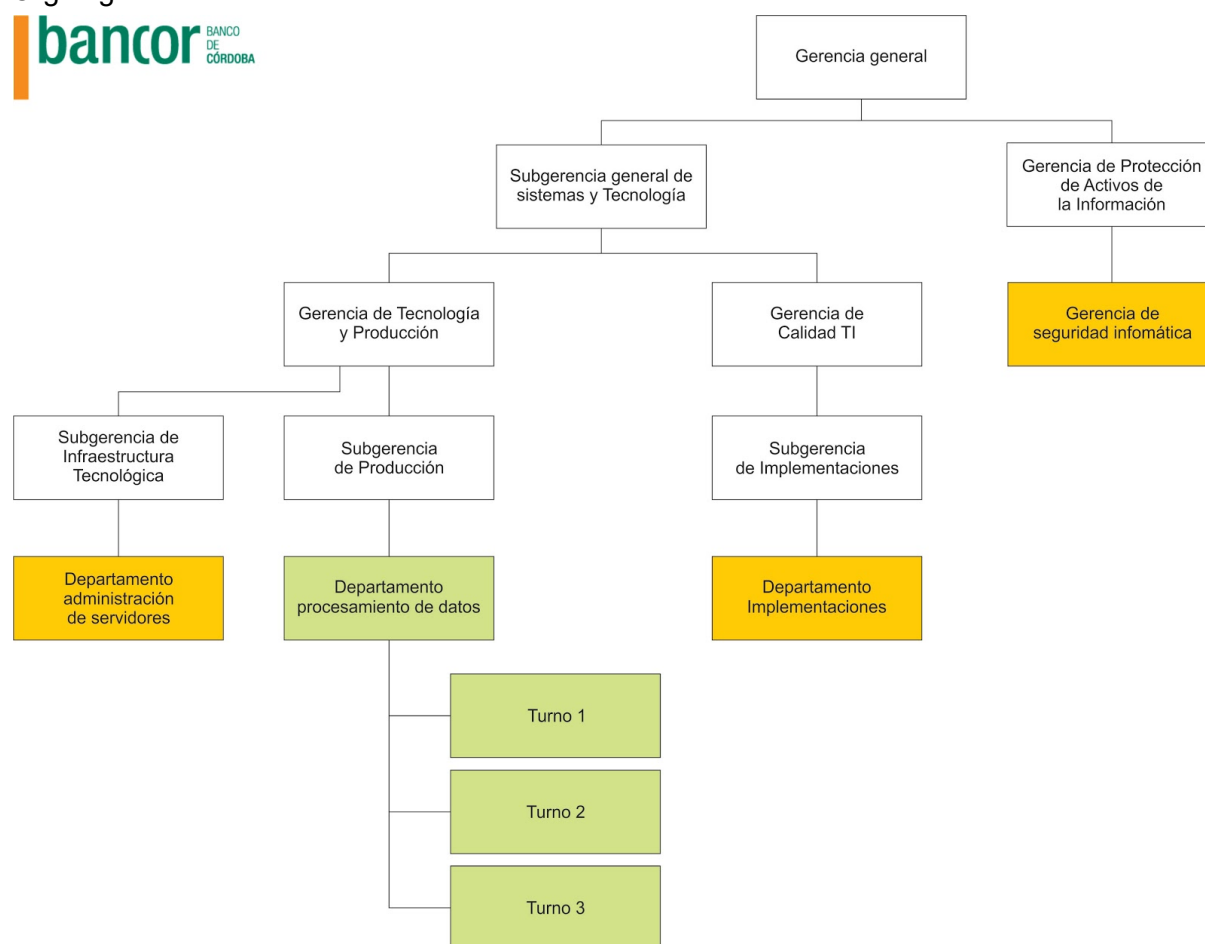 bancor
BANCO
DE
CÓRDOBA
Gerencia general
Subgerencia general de
sistemas y Tecnología
Gerencia de Protección
de Activos de
la Información
Gerencia de Tecnología
y Producción
Gerencia de
Calidad TI
Gerencia de
seguridad infomática
Subgerencia de
Infraestructura
Tecnológica
Subgerencia
de Producción
Subgerencia
de Implementaciones
Departamento
administración
de servidores
Departamento
procesamiento de datos
Departamento
Implementaciones
Turno 1
Turno 2
Turno 3